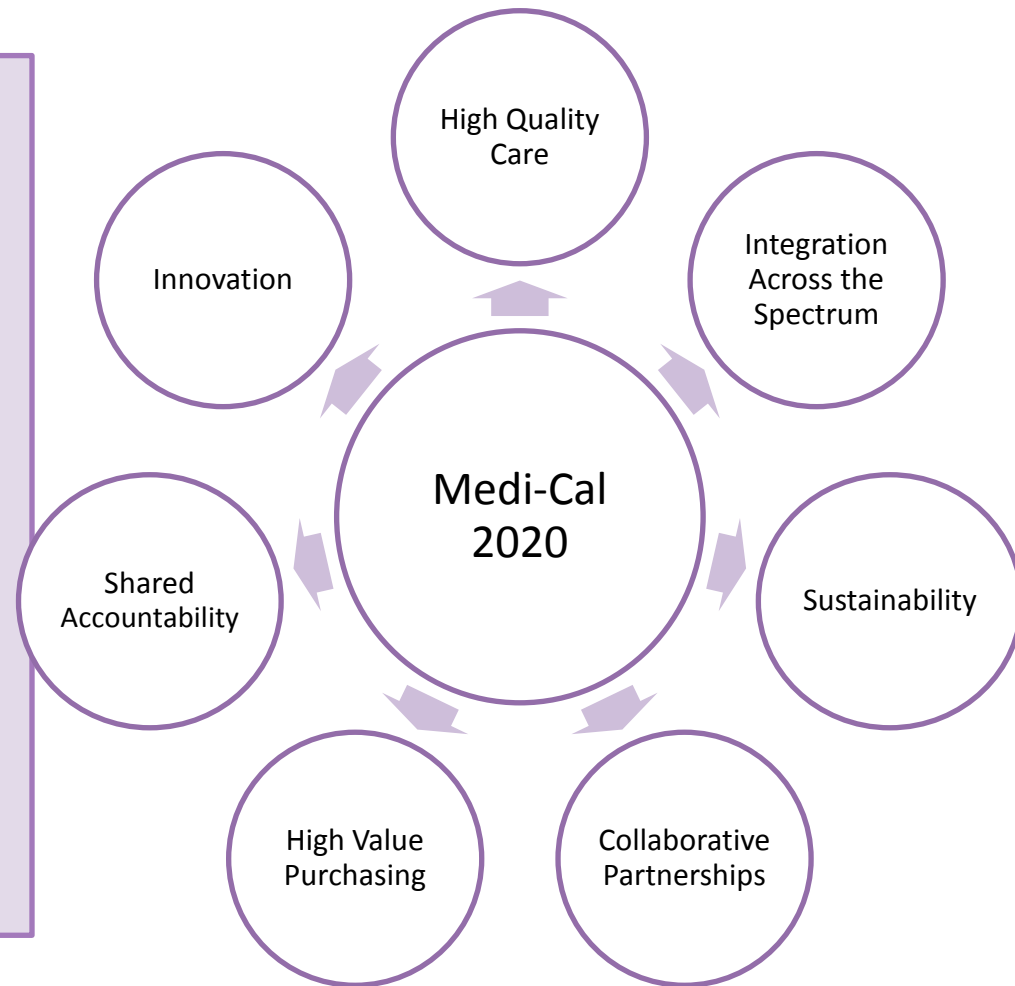 High Quality
Care
Integration
Across the
Spectrum
Sustainability
Collaborative
Partnerships
High Value
Purchasing
Shared
Accountability
Innovation
Medi-Cal
2020